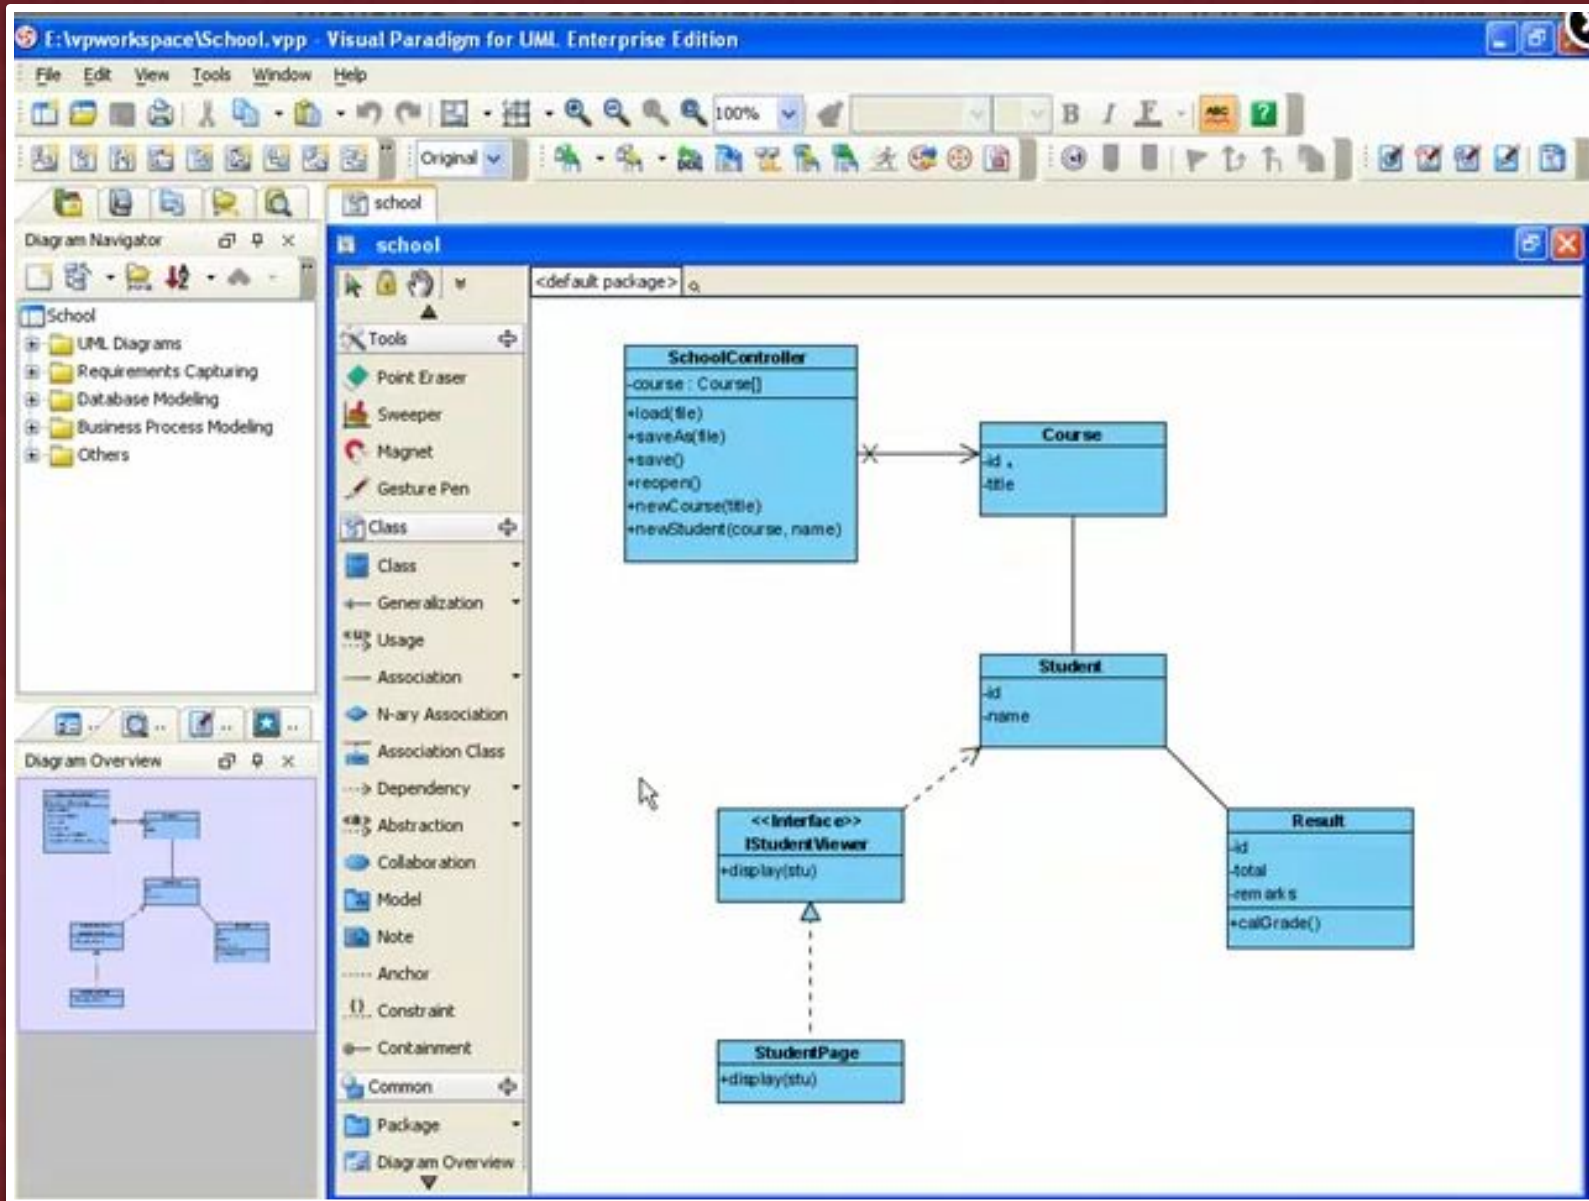 E:\vpworkspace\School.vpp - Visual Paradigm for UML Enterprise Edition
File Edit View Tools Window Help
100%
B I F
ABC
?
Original
school
Diagram Navigator
School
UML Diagrams
Requirements Capturing
Database Modeling
Business Process Modeling
Others
.. .. .. ..
Diagram Overview
school
<default package>
Tools
Point Eraser
Sweeper
Magnet
Gesture Pen
Class
Class
Generalization
Usage
Association
N-ary Association
Association Class
Dependency
Abstraction
Collaboration
Model
Note
Anchor
Constraint
Containment
Common
Package
Diagram Overview
SchoolController
-course : Course[]
+load(file)
+saveAs(file)
+save()
+reopen()
+newCourse(title)
+newStudent(course, name)
Course
-id
-title
Student
-id
-name
<<Interface>>
IStudentViewer
+display(stu)
Result
-id
-total
-remarks
+calGrade()
StudentPage
+display(stu)